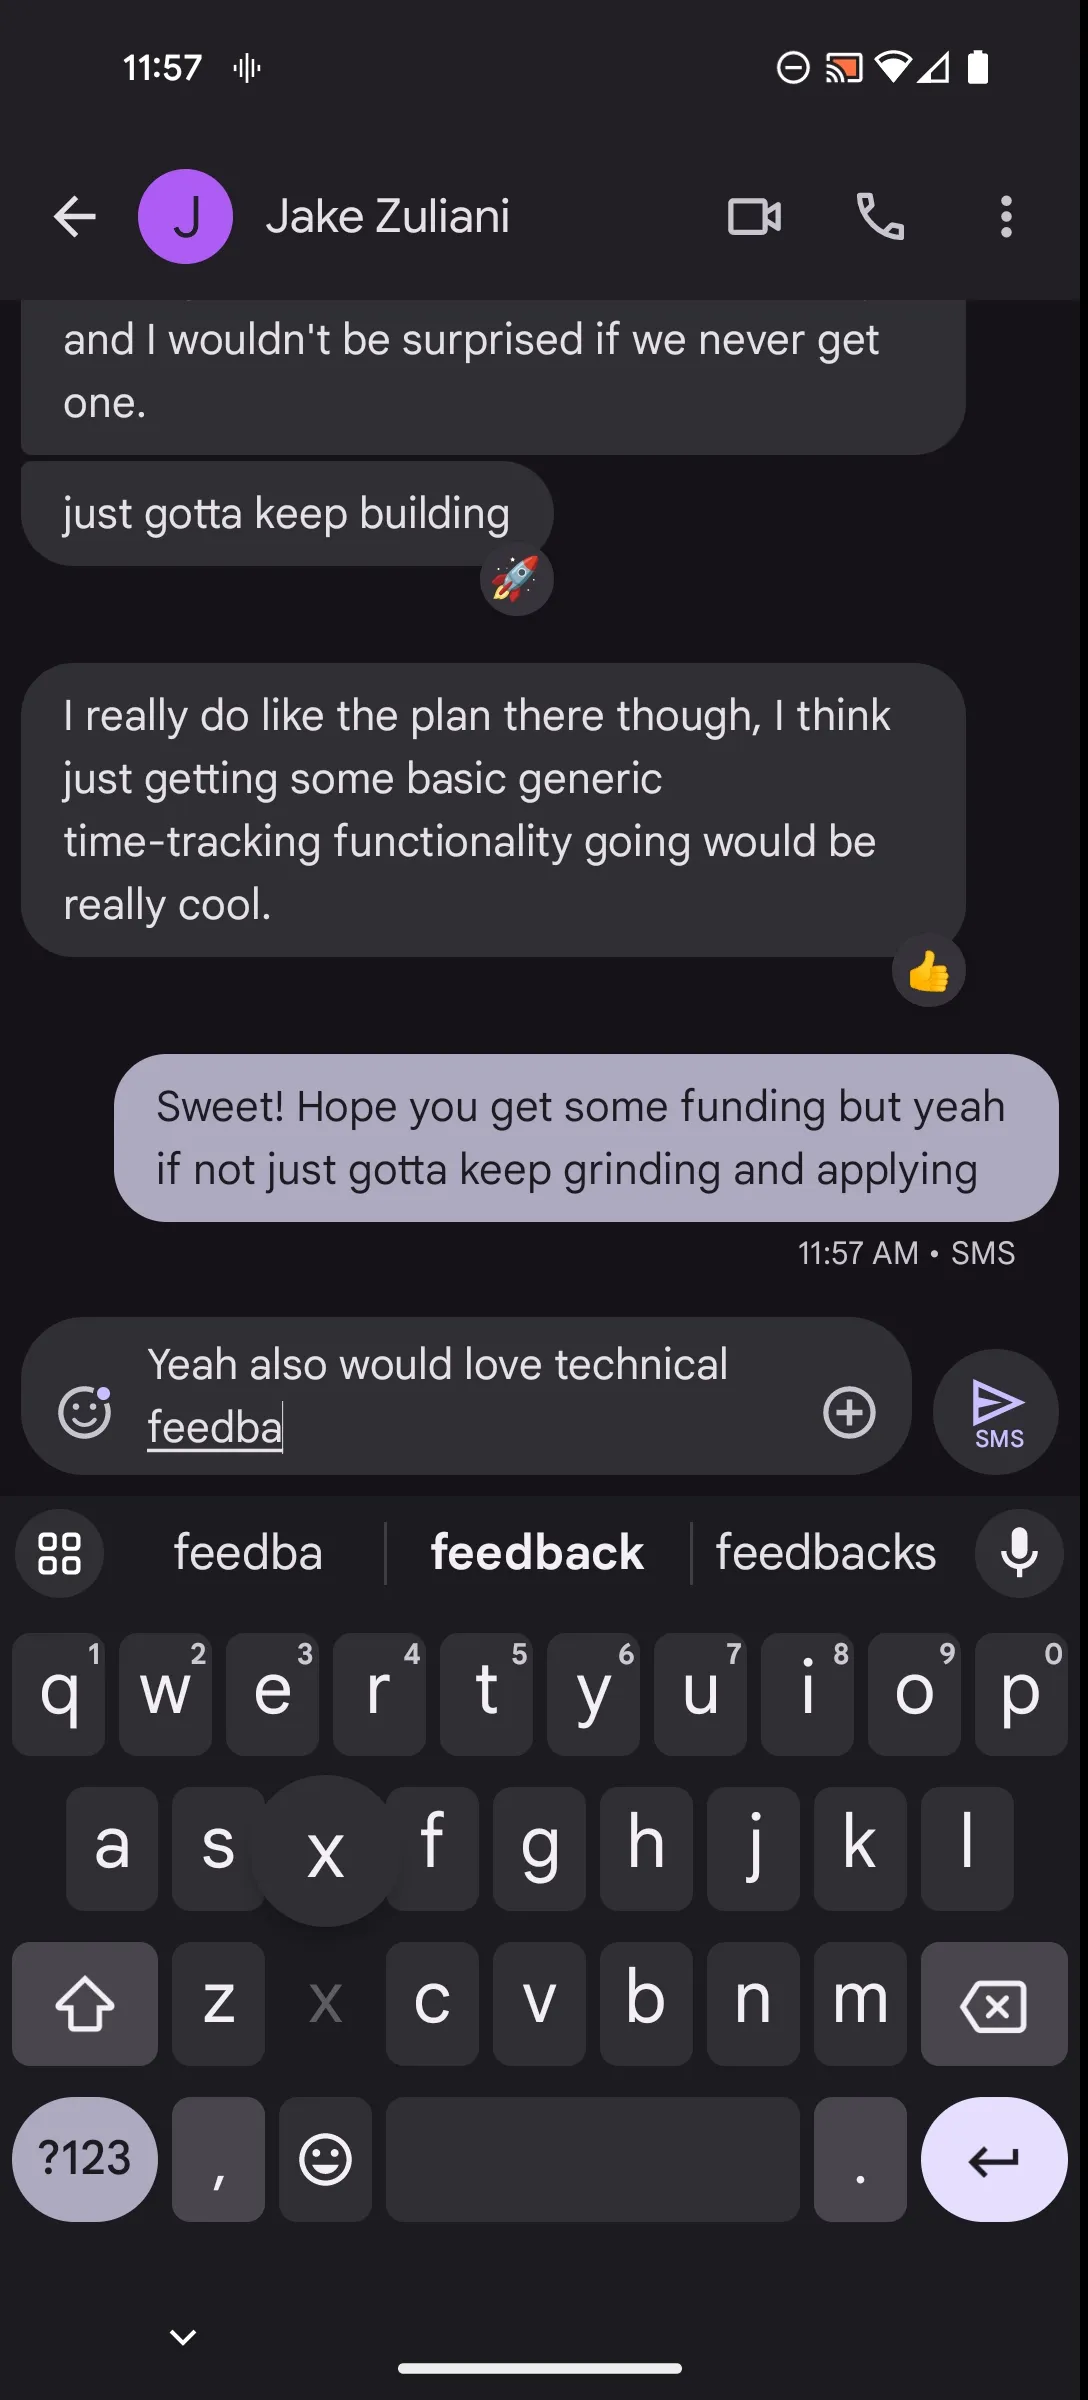 11:57
J Jake Zuliani
and I wouldn't be surprised if we never get
one.
just gotta keep building
I really do like the plan there though, I think
just getting some basic generic
time-tracking functionality going would be
really cool.
Sweet! Hope you get some funding but yeah
if not just gotta keep grinding and applying
11:57 AM • SMS
Yeah also would love technical
feedba
SMS
feedba feedback feedbacks
1 2 3 4 5 6 7 8 9 0
q w e r t y u i o p
a s x f g h j k l
z x c v b n m
?123 , .